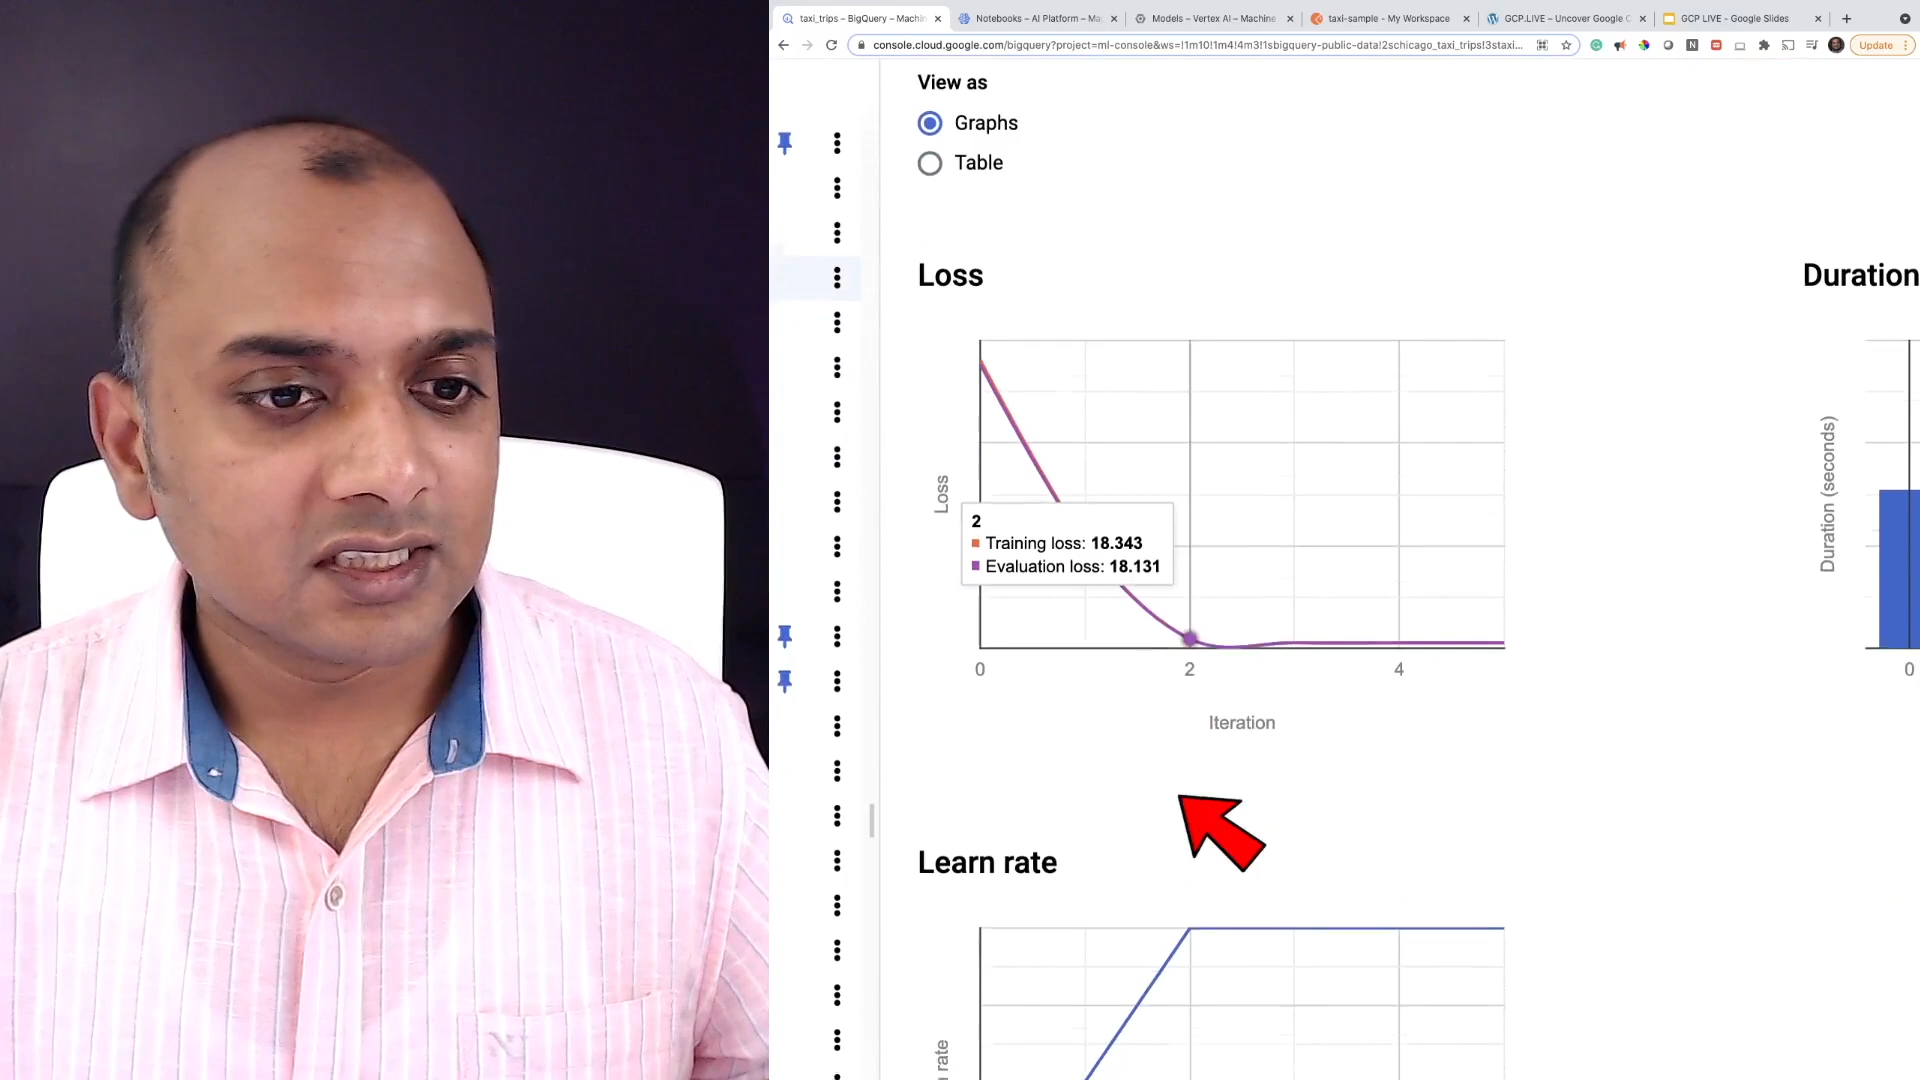 taxi_trips – BigQuery – Machin
Notebooks – AI Platform – Mac
Models – Vertex AI – Machine
taxi-sample - My Workspace
GCP.LIVE – Uncover Google C
GCP LIVE - Google Slides
console.cloud.google.com/bigquery?project=ml-console&ws=!1m10!1m4!4m3!1sbigquery-public-data!2schicago_taxi_trips!3staxi...
Update
View as
Graphs
Table
Loss
Duration
Loss
2
Training loss: 18.343
Evaluation loss: 18.131
0
2
4
Iteration
Duration (seconds)
0
Learn rate
n rate